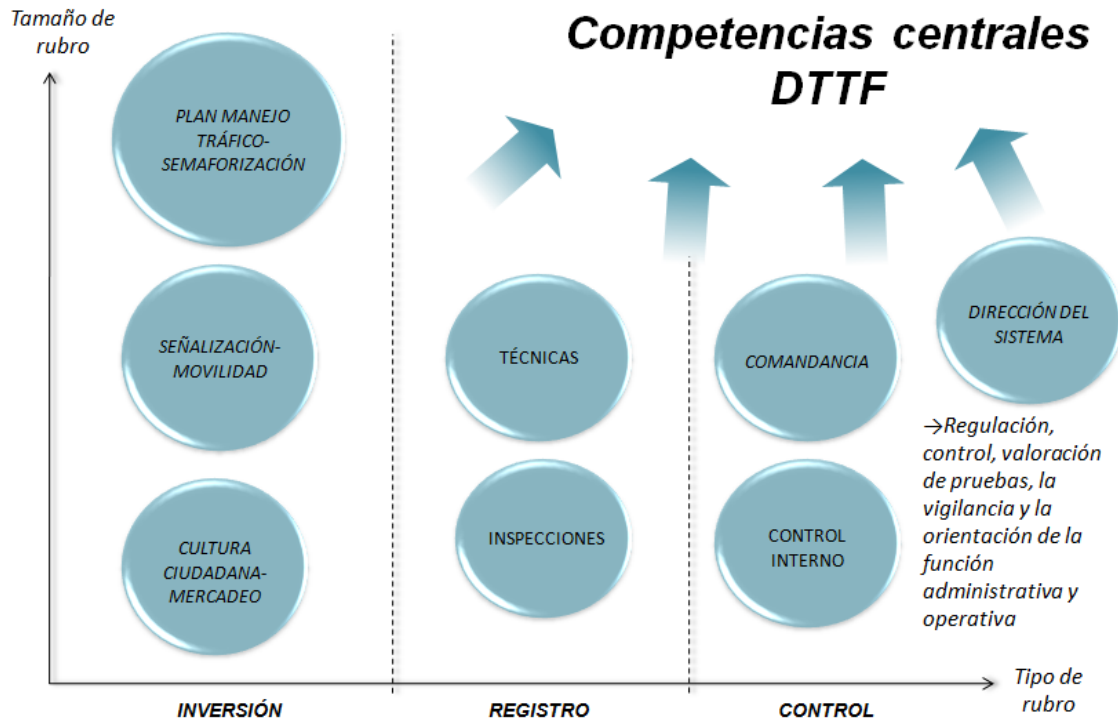 Tamaño de
rubro
Competencias centrales
DTTF
PLAN MANEJO
TRÁFICO-
SEMAFORIZACIÓN
SEÑALIZACIÓN-
MOVILIDAD
CULTURA
CIUDADANA-
MERCADEO
TÉCNICAS
INSPECCIONES
COMANDANCIA
CONTROL
INTERNO
DIRECCIÓN DEL
SISTEMA
→Regulación,
control, valoración
de pruebas, la
vigilancia y la
orientación de la
función
administrativa y
operativa
INVERSIÓN
REGISTRO
CONTROL
Tipo de
rubro